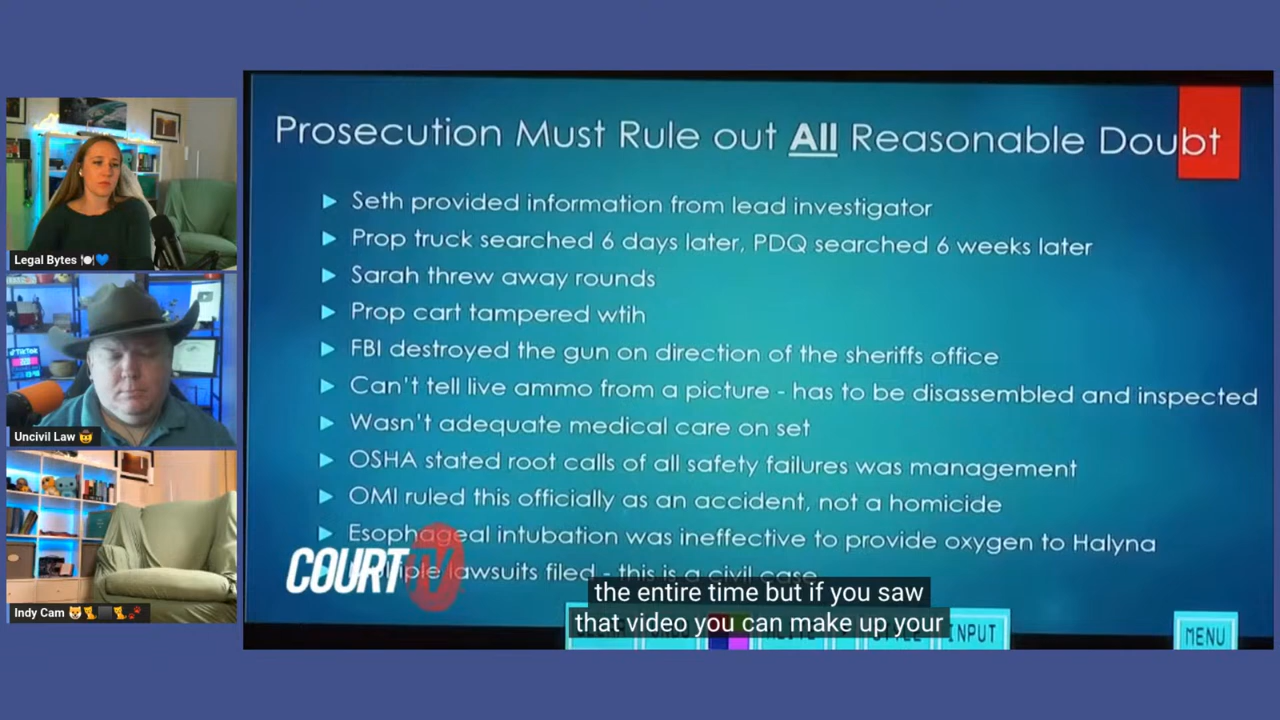 Prosecution Must Rule out All Reasonable Doubt
Seth provided information from lead investigator
Prop truck searched 6 days later, PDQ searched 6 weeks later
Sarah threw away rounds
Prop cart tampered wtih
FBI destroyed the gun on direction of the sheriffs office
Can't tell live ammo from a picture - has to be disassembled and inspected
Wasn't adequate medical care on set
OSHA stated root calls of all safety failures was management
OMI ruled this officially as an accident, not a homicide
Esophageal intubation was ineffective to provide oxygen to Halyna
lawsuits filed - this is a civil case
COURT TV
the entire time but if you saw
that video you can make up your
INPUT
MENU
Legal Bytes
Uncivil Law
Indy Cam